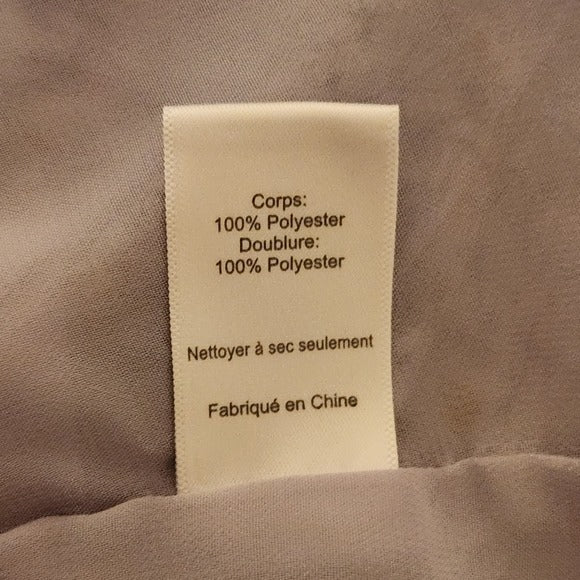 Corps:
100% Polyester
Doublure:
100% Polyester
Nettoyer à sec seulement
Fabriqué en Chine